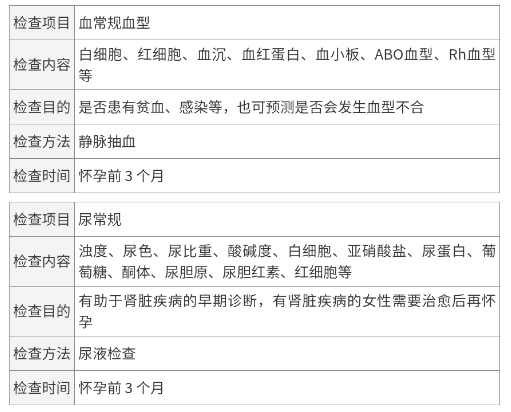 检查项目 血常规血型
检查内容 白细胞、红细胞、血沉、血红蛋白、血小板、ABO血型、Rh血型
等
检查目的 是否患有贫血、感染等，也可预测是否会发生血型不合
检查方法 静脉抽血
检查时间 怀孕前 3 个月
检查项目 尿常规
检查内容 浊度、尿色、尿比重、酸碱度、白细胞、亚硝酸盐、尿蛋白、葡
萄糖、酮体、尿胆原、尿胆红素、红细胞等
检查目的 有助于肾脏疾病的早期诊断，有肾脏疾病的女性需要治愈后再怀
孕
检查方法 尿液检查
检查时间 怀孕前 3 个月